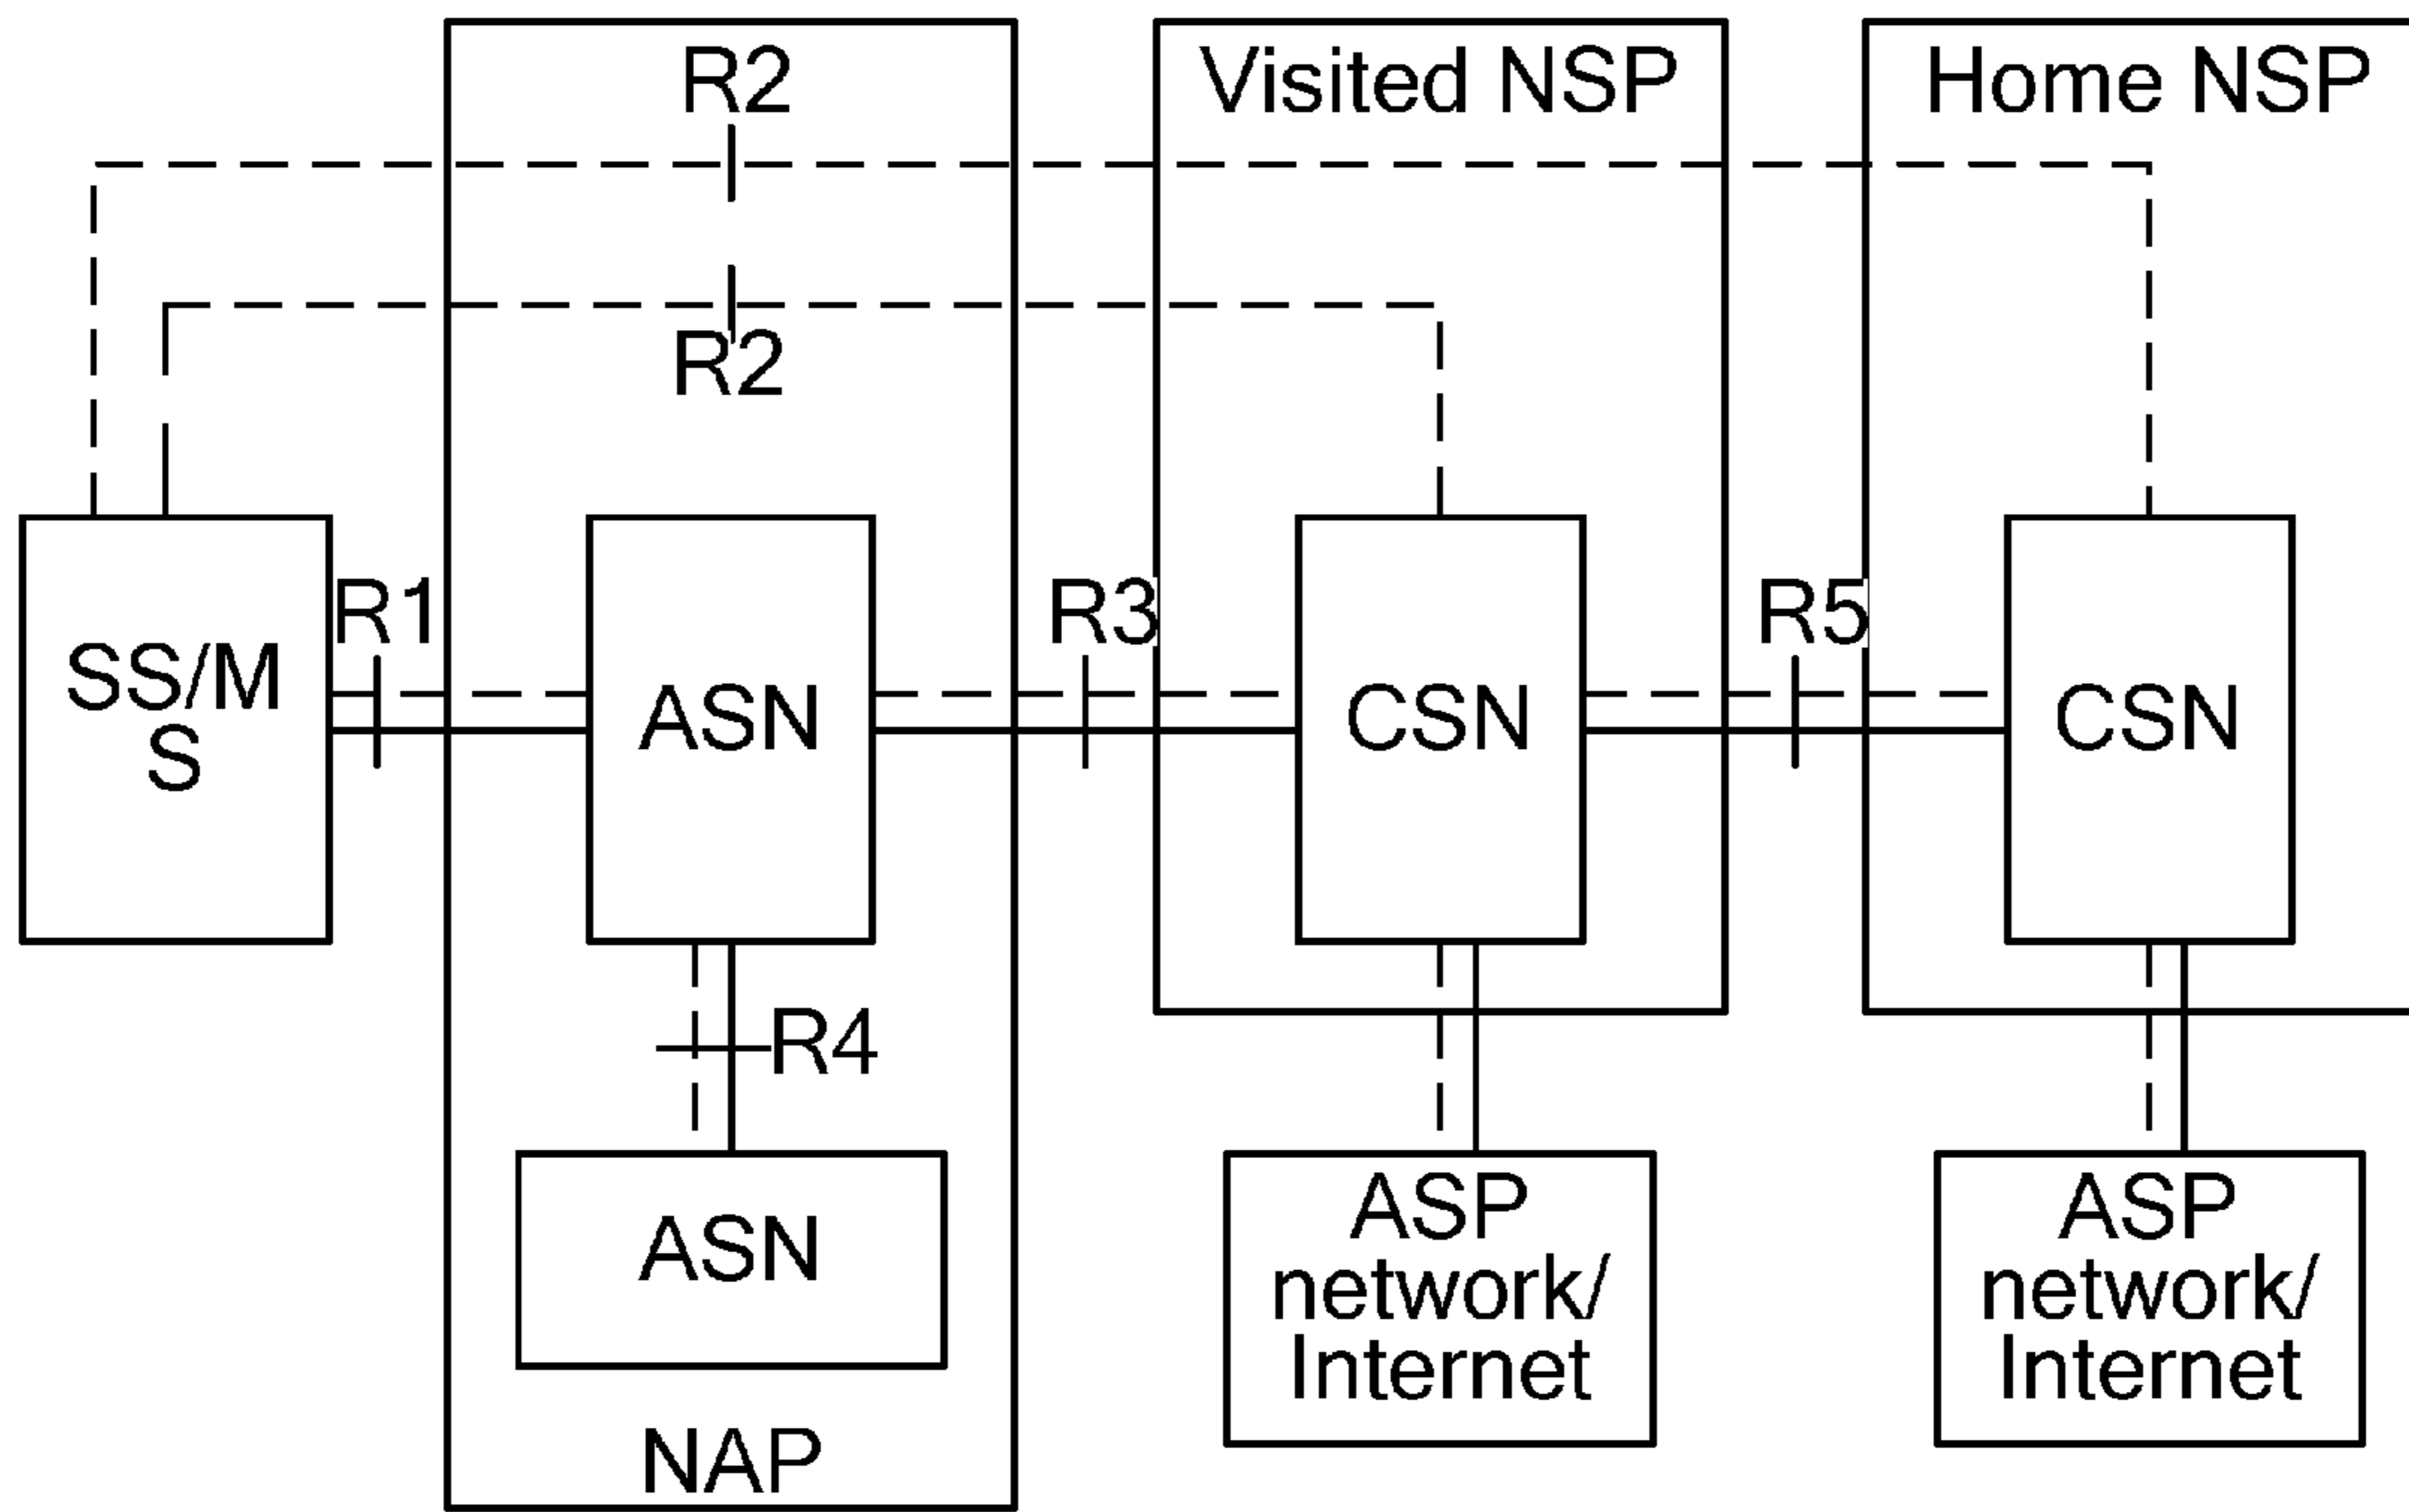 R2
Visited NSP
Home NSP
R2
R1
R3
R5
SS/M
S
ASN
CSN
CSN
R4
ASN
ASP
network/
Internet
ASP
network/
Internet
NAP